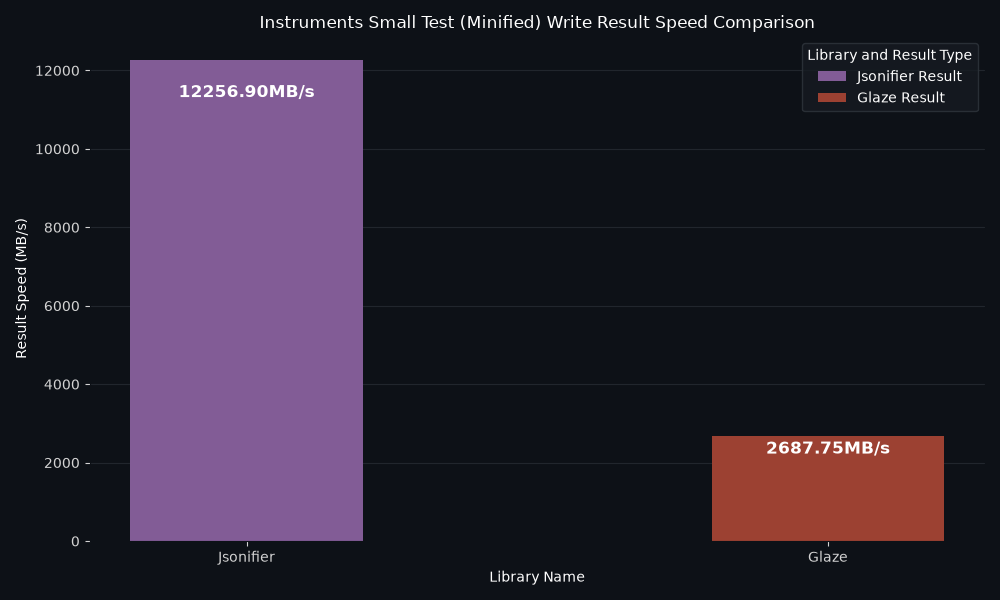 Instruments Small Test (Minified) Write Result Speed Comparison
Library and Result Type
Jsonifier Result
Glaze Result
12256.90MB/s
2687.75MB/s
Result Speed (MB/s)
12000
10000
8000
6000
4000
2000
0
Jsonifier
Glaze
Library Name